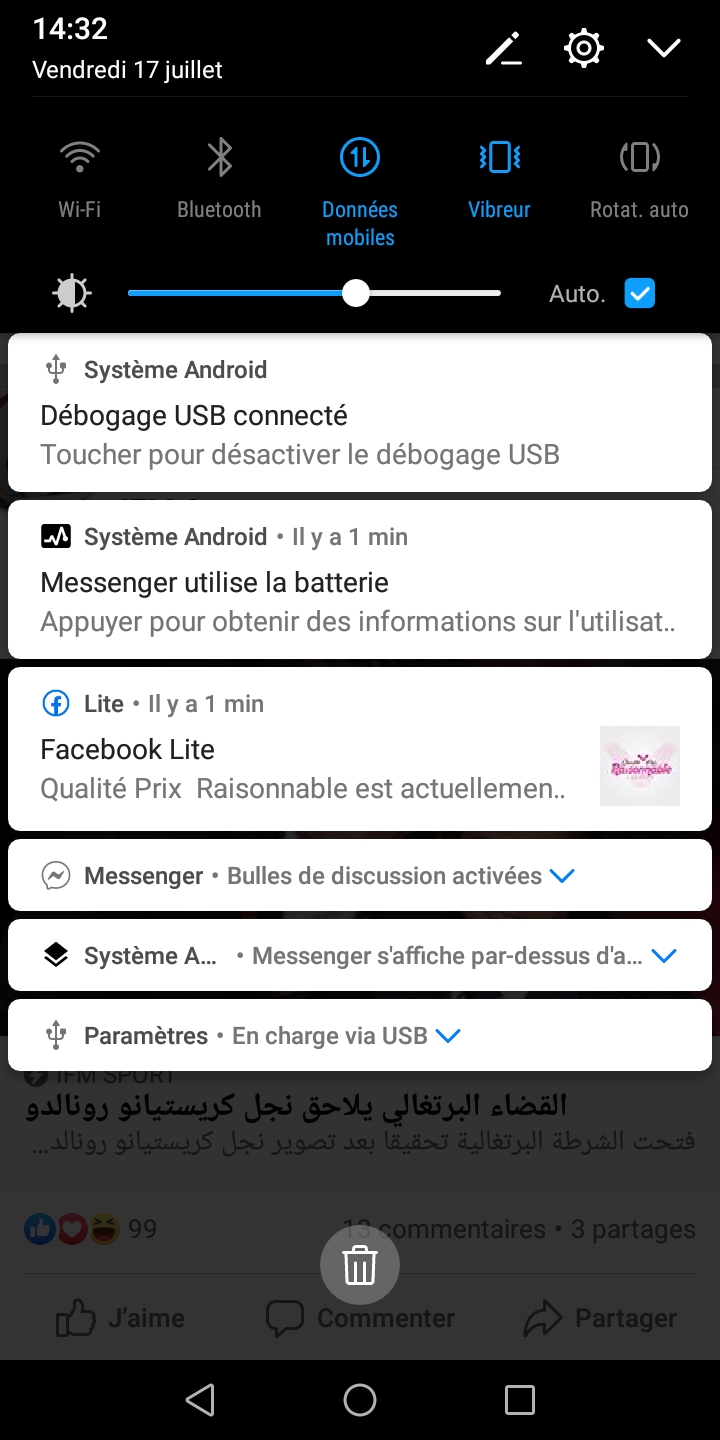 14:32
Vendredi 17 juillet
Wi-Fi
Bluetooth
Données
mobiles
Vibreur
Rotat. auto
Auto.
Système Android
Débogage USB connecté
Toucher pour désactiver le débogage USB
Système Android • Il y a 1 min
Messenger utilise la batterie
Appuyer pour obtenir des informations sur l'utilisat..
Lite • Il y a 1 min
Facebook Lite
Qualité Prix Raisonnable est actuellemen..
Raisonnable
Messenger • Bulles de discussion activées
Système A... • Messenger s'affiche par-dessus d'a...
Paramètres • En charge via USB
IFM SPORT
القضاء البرتغالي يلاحق نجل كريستيانو رونالدو
فتحت الشرطة البرتغالية تحقيقا بعد تصوير نجل كريستيانو رونالد...
99
13 commentaires • 3 partages
J'aime
Commenter
Partager